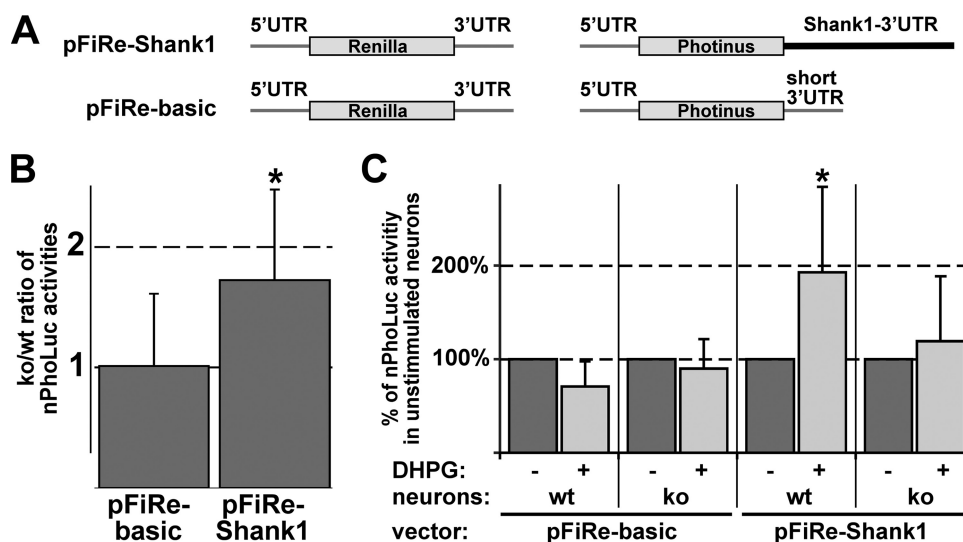 A
5’UTR 3’UTR 5’UTR Shank1-3’UTR
pFiRe-Shank1 Renilla Photinus
5’UTR 3’UTR 5’UTR short
3’UTR
pFiRe-basic Renilla Photinus
B
ko/wt ratio of
nPhoLuc activities
*
2
1
pFiRe-
basic
pFiRe-
Shank1
C
% of nPhoLuc activitiy
in unstimulated neurons
*
200%
100%
DHPG: - + - + - + - +
neurons: wt ko wt ko
vector: pFiRe-basic pFiRe-Shank1